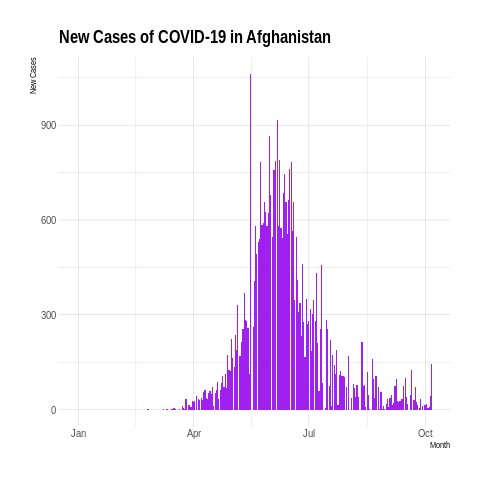 New Cases of COVID-19 in Afghanistan
New Cases
900
600
300
0
Jan
Apr
Jul
Oct
Month